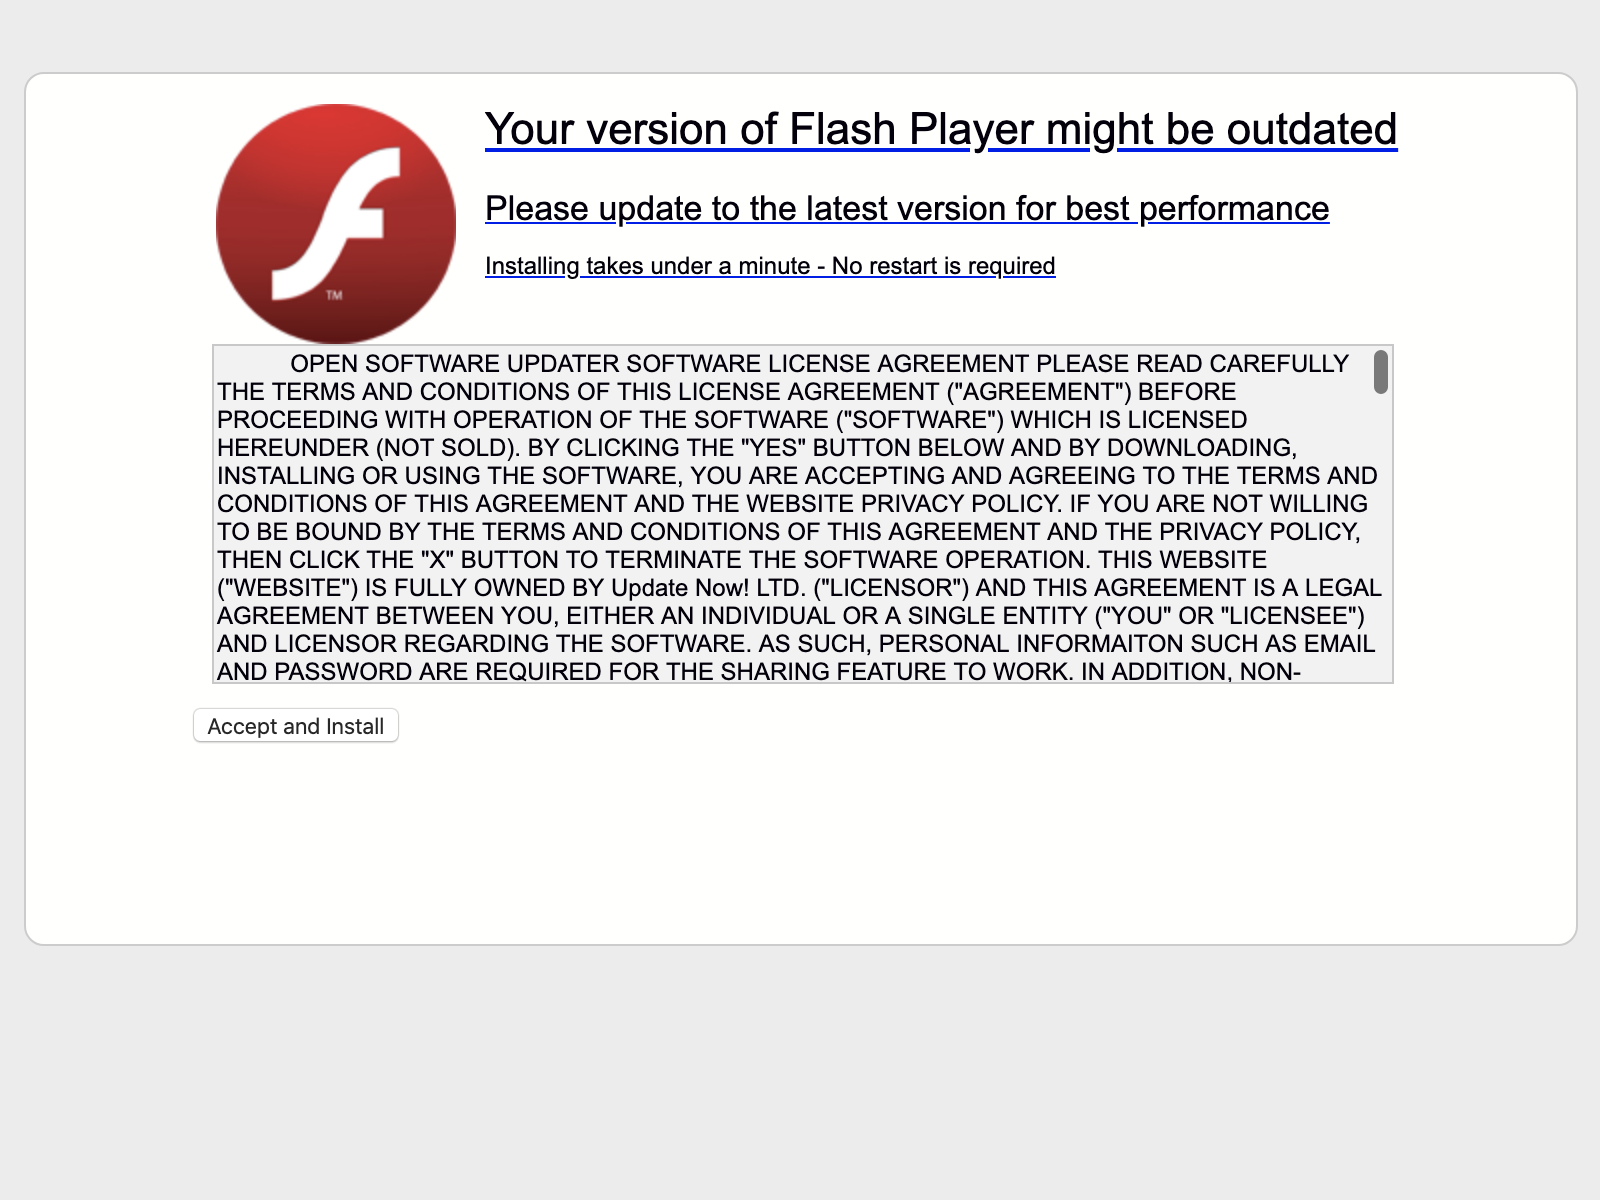 Your version of Flash Player might be outdated
Please update to the latest version for best performance
Installing takes under a minute - No restart is required
TM
OPEN SOFTWARE UPDATER SOFTWARE LICENSE AGREEMENT PLEASE READ CAREFULLY
THE TERMS AND CONDITIONS OF THIS LICENSE AGREEMENT ("AGREEMENT") BEFORE
PROCEEDING WITH OPERATION OF THE SOFTWARE ("SOFTWARE") WHICH IS LICENSED
HEREUNDER (NOT SOLD). BY CLICKING THE "YES" BUTTON BELOW AND BY DOWNLOADING,
INSTALLING OR USING THE SOFTWARE, YOU ARE ACCEPTING AND AGREEING TO THE TERMS AND
CONDITIONS OF THIS AGREEMENT AND THE WEBSITE PRIVACY POLICY. IF YOU ARE NOT WILLING
TO BE BOUND BY THE TERMS AND CONDITIONS OF THIS AGREEMENT AND THE PRIVACY POLICY,
THEN CLICK THE "X" BUTTON TO TERMINATE THE SOFTWARE OPERATION. THIS WEBSITE
("WEBSITE") IS FULLY OWNED BY Update Now! LTD. ("LICENSOR") AND THIS AGREEMENT IS A LEGAL
AGREEMENT BETWEEN YOU, EITHER AN INDIVIDUAL OR A SINGLE ENTITY ("YOU" OR "LICENSEE")
AND LICENSOR REGARDING THE SOFTWARE. AS SUCH, PERSONAL INFORMAITON SUCH AS EMAIL
AND PASSWORD ARE REQUIRED FOR THE SHARING FEATURE TO WORK. IN ADDITION, NON-
Accept and Install